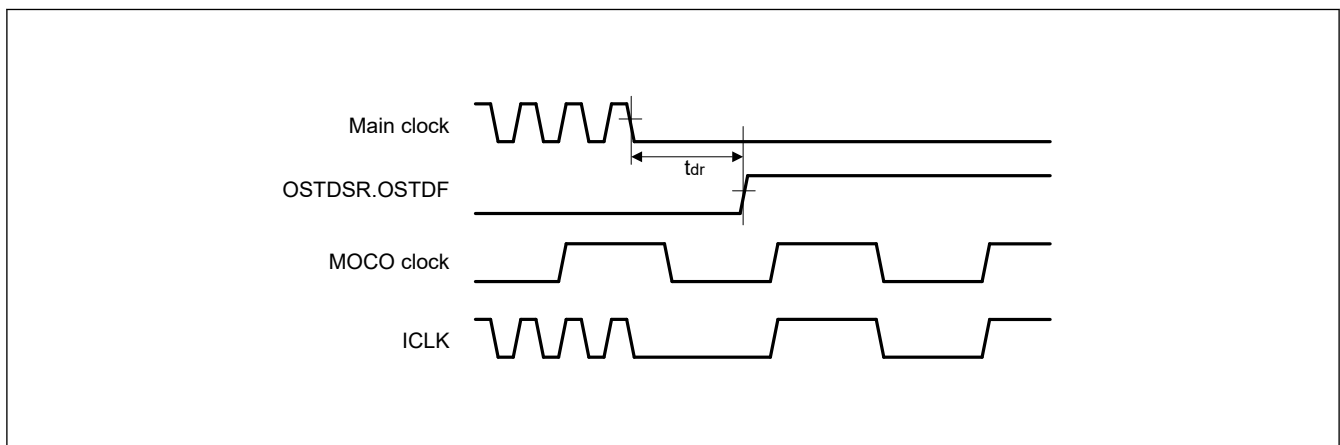 Main clock
tdr
OSTDSR.OSTDF
MOCO clock
ICLK